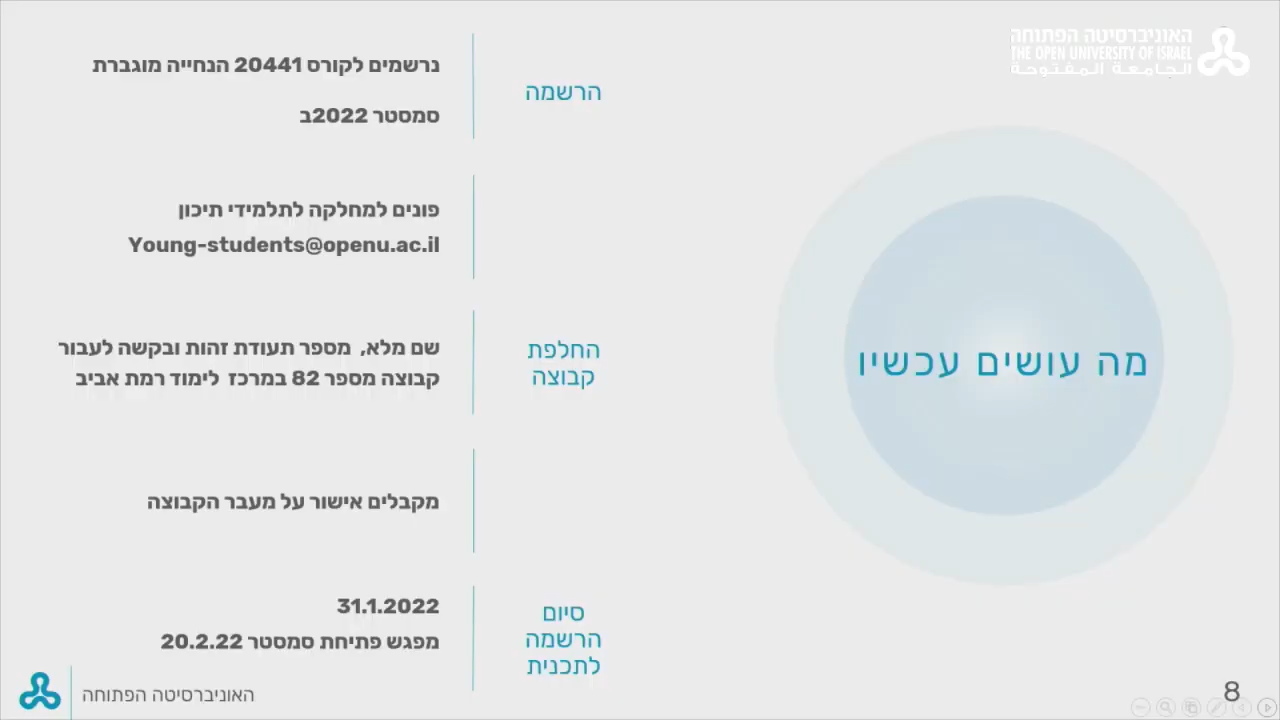 האוניברסיטה הפתוחה
THE OPEN UNIVERSITY OF ISRAEL
الجامعة المفتوحة
מה עושים עכשיו
הרשמה
נרשמים לקורס 20441 הנחייה מוגברת
סמסטר 2022ב
פונים למחלקה לתלמידי תיכון
Young-students@openu.ac.il
החלפת
קבוצה
שם מלא, מספר תעודת זהות ובקשה לעבור
קבוצה מספר 82 במרכז לימוד רמת אביב
מקבלים אישור על מעבר הקבוצה
סיום
הרשמה
לתכנית
31.1.2022
מפגש פתיחת סמסטר 20.2.22
האוניברסיטה הפתוחה
8